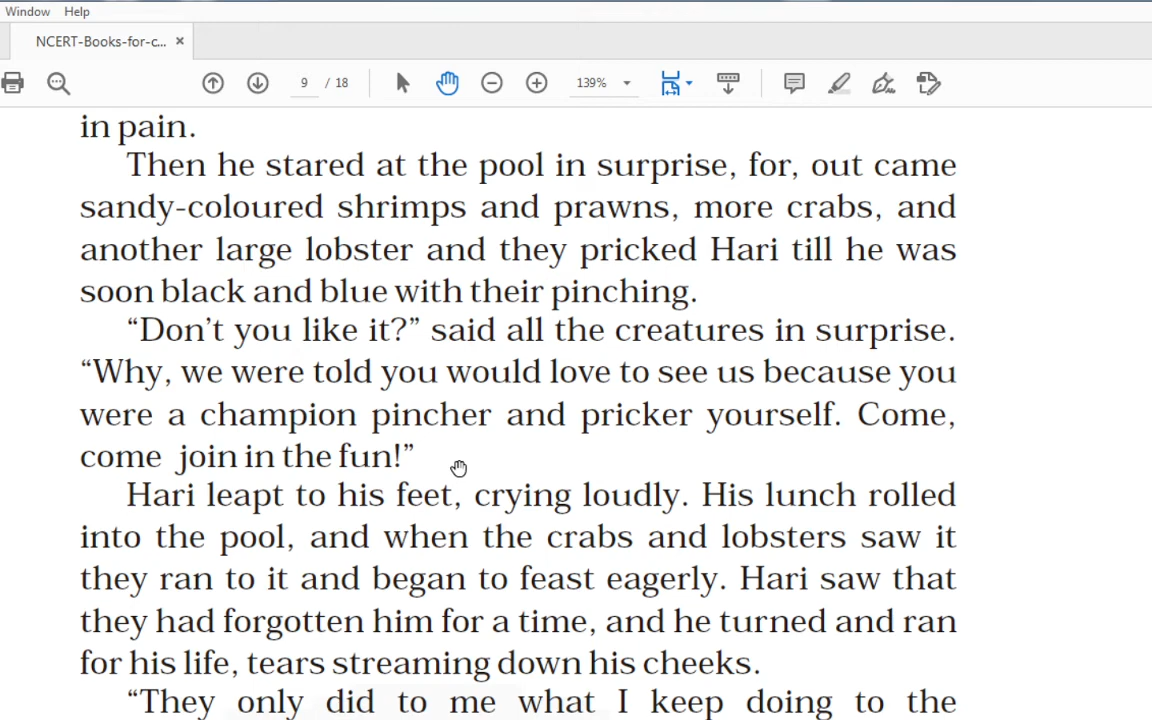 Window Help
NCERT-Books-for-c... ×
9 / 18 139%
in pain.
Then he stared at the pool in surprise, for, out came
sandy-coloured shrimps and prawns, more crabs, and
another large lobster and they pricked Hari till he was
soon black and blue with their pinching.
“Don’t you like it?” said all the creatures in surprise.
“Why, we were told you would love to see us because you
were a champion pincher and pricker yourself. Come,
come join in the fun!”
Hari leapt to his feet, crying loudly. His lunch rolled
into the pool, and when the crabs and lobsters saw it
they ran to it and began to feast eagerly. Hari saw that
they had forgotten him for a time, and he turned and ran
for his life, tears streaming down his cheeks.
“They only did to me what I keep doing to the